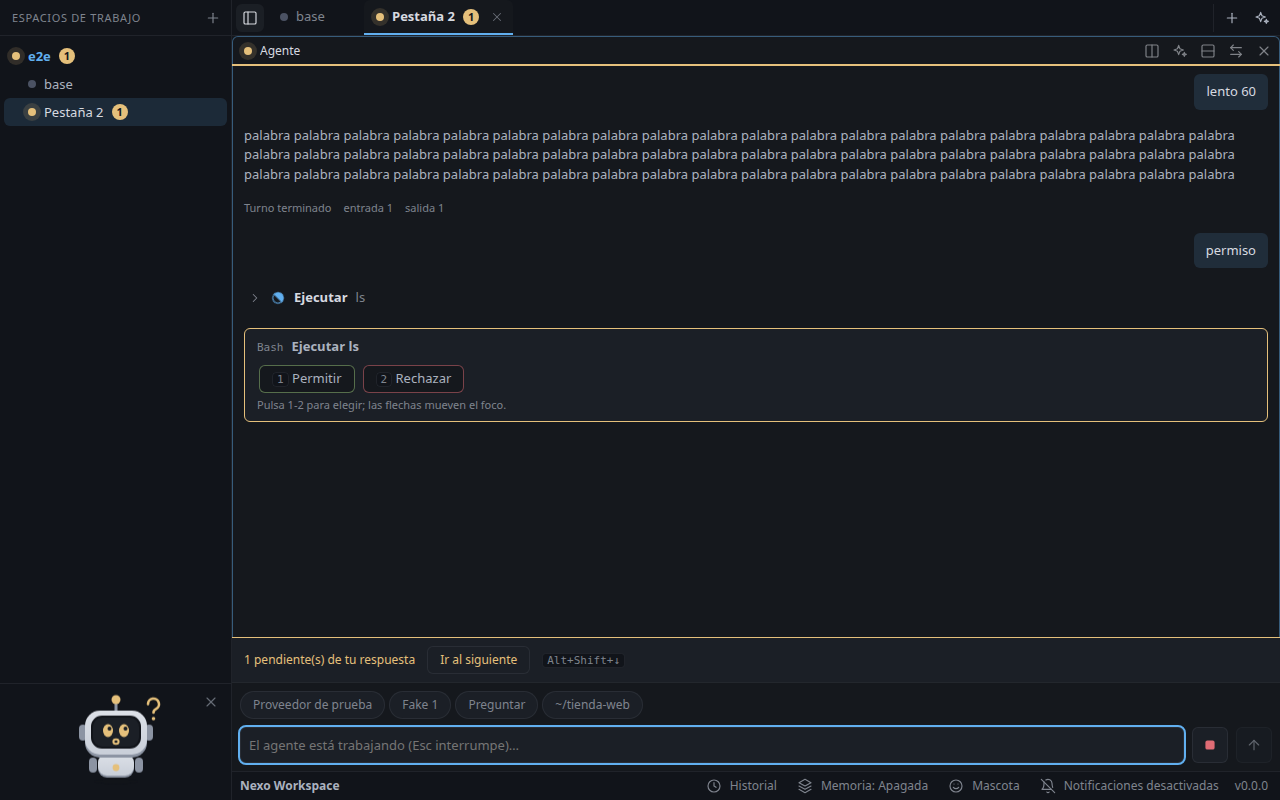 ESPACIOS DE TRABAJO
base
Pestaña 2 1
e2e 1
base
Pestaña 2 1
Agente
lento 60
palabra palabra palabra palabra palabra palabra palabra palabra palabra palabra palabra palabra palabra palabra palabra palabra palabra palabra palabra palabra
palabra palabra palabra palabra palabra palabra palabra palabra palabra palabra palabra palabra palabra palabra palabra palabra palabra palabra palabra palabra
palabra palabra palabra palabra palabra palabra palabra palabra palabra palabra palabra palabra palabra palabra palabra palabra palabra palabra palabra palabra
Turno terminado entrada 1 salida 1
permiso
Ejecutar ls
Bash Ejecutar ls
1 Permitir 2 Rechazar
Pulsa 1-2 para elegir; las flechas mueven el foco.
1 pendiente(s) de tu respuesta Ir al siguiente Alt+Shift+↓
Proveedor de prueba Fake 1 Preguntar ~/tienda-web
El agente está trabajando (Esc interrumpe)...
Nexo Workspace Historial Memoria: Apagada Mascota Notificaciones desactivadas v0.0.0